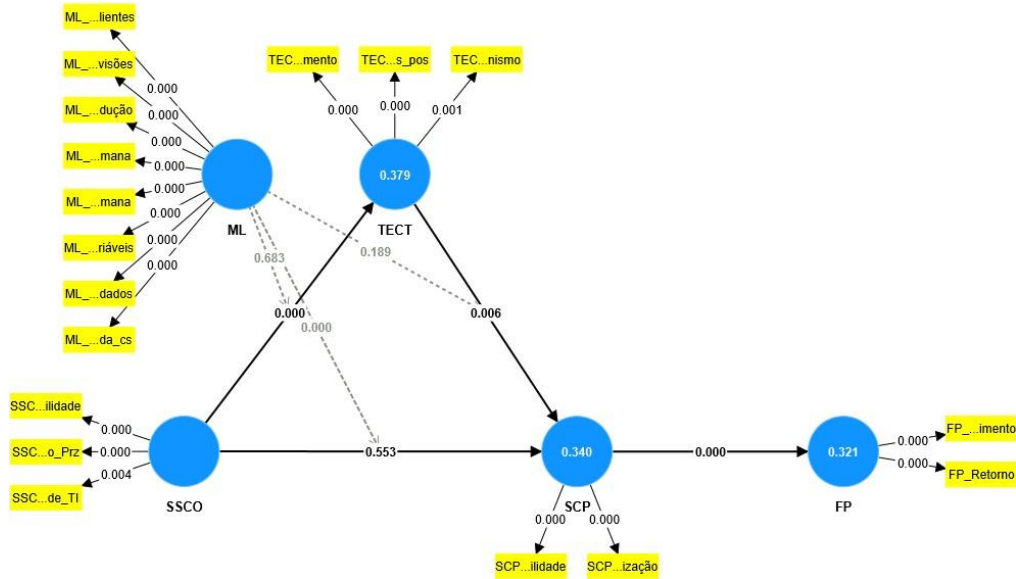 ML_...lientes
ML_...visões
ML_...dução
ML_...mana
ML_...mana
ML_...riáveis
ML_...dados
ML_...da_cs
0.000
0.000
0.000
0.000
0.000
0.000
0.000
0.000
ML
TEC...mento
TEC...s_pos
TEC...nismo
0.000
0.000
0.001
0.379
TECT
0.683
0.189
0.000
0.000
0.006
SSC...ilidade
SSC...o_Prz
SSC...de_TI
0.000
0.000
0.004
SSCO
0.553
0.340
SCP
0.000
0.000
0.000
SCP...ilidade
SCP...ização
0.321
FP
0.000
0.000
FP_...imento
FP_Retorno